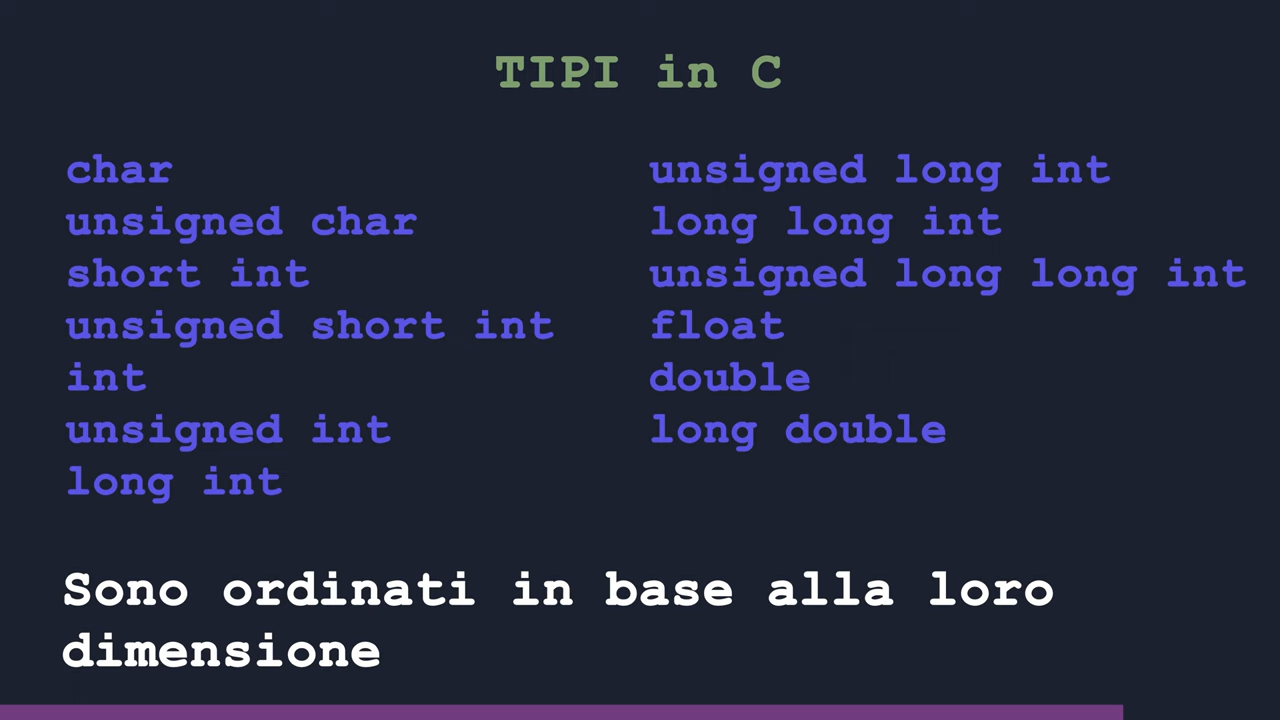 TIPI in C
char
unsigned char
short int
unsigned short int
int
unsigned int
long int
unsigned long int
long long int
unsigned long long int
float
double
long double
Sono ordinati in base alla loro
dimensione